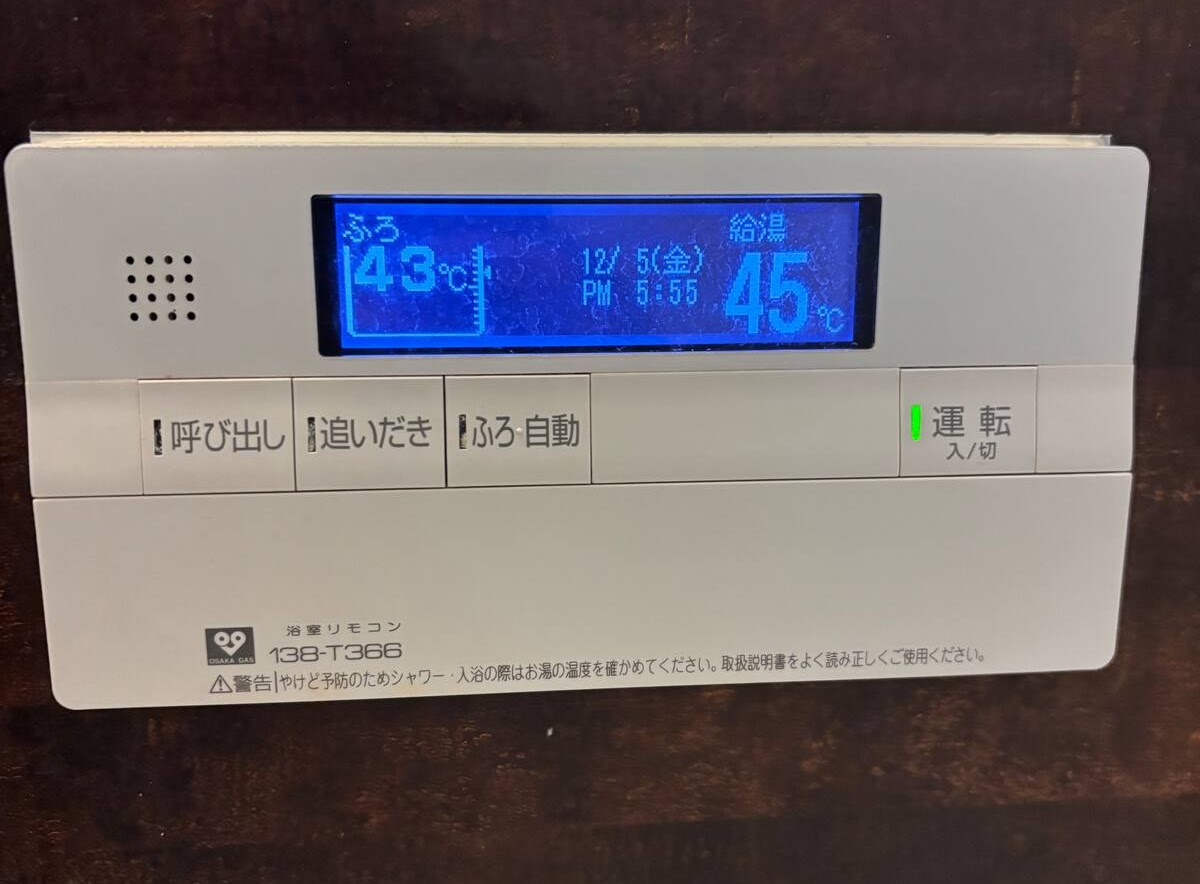 ふろ
43℃
12/ 5(金)
PM 5:55
給湯
45℃
呼び出し
追いだき
ふろ自動
運転
入/切
OSAKA GAS
浴室リモコン
138-T366
⚠警告|やけど予防のためシャワー・入浴の際はお湯の温度を確かめてください。取扱説明書をよく読み正しくご使用ください。